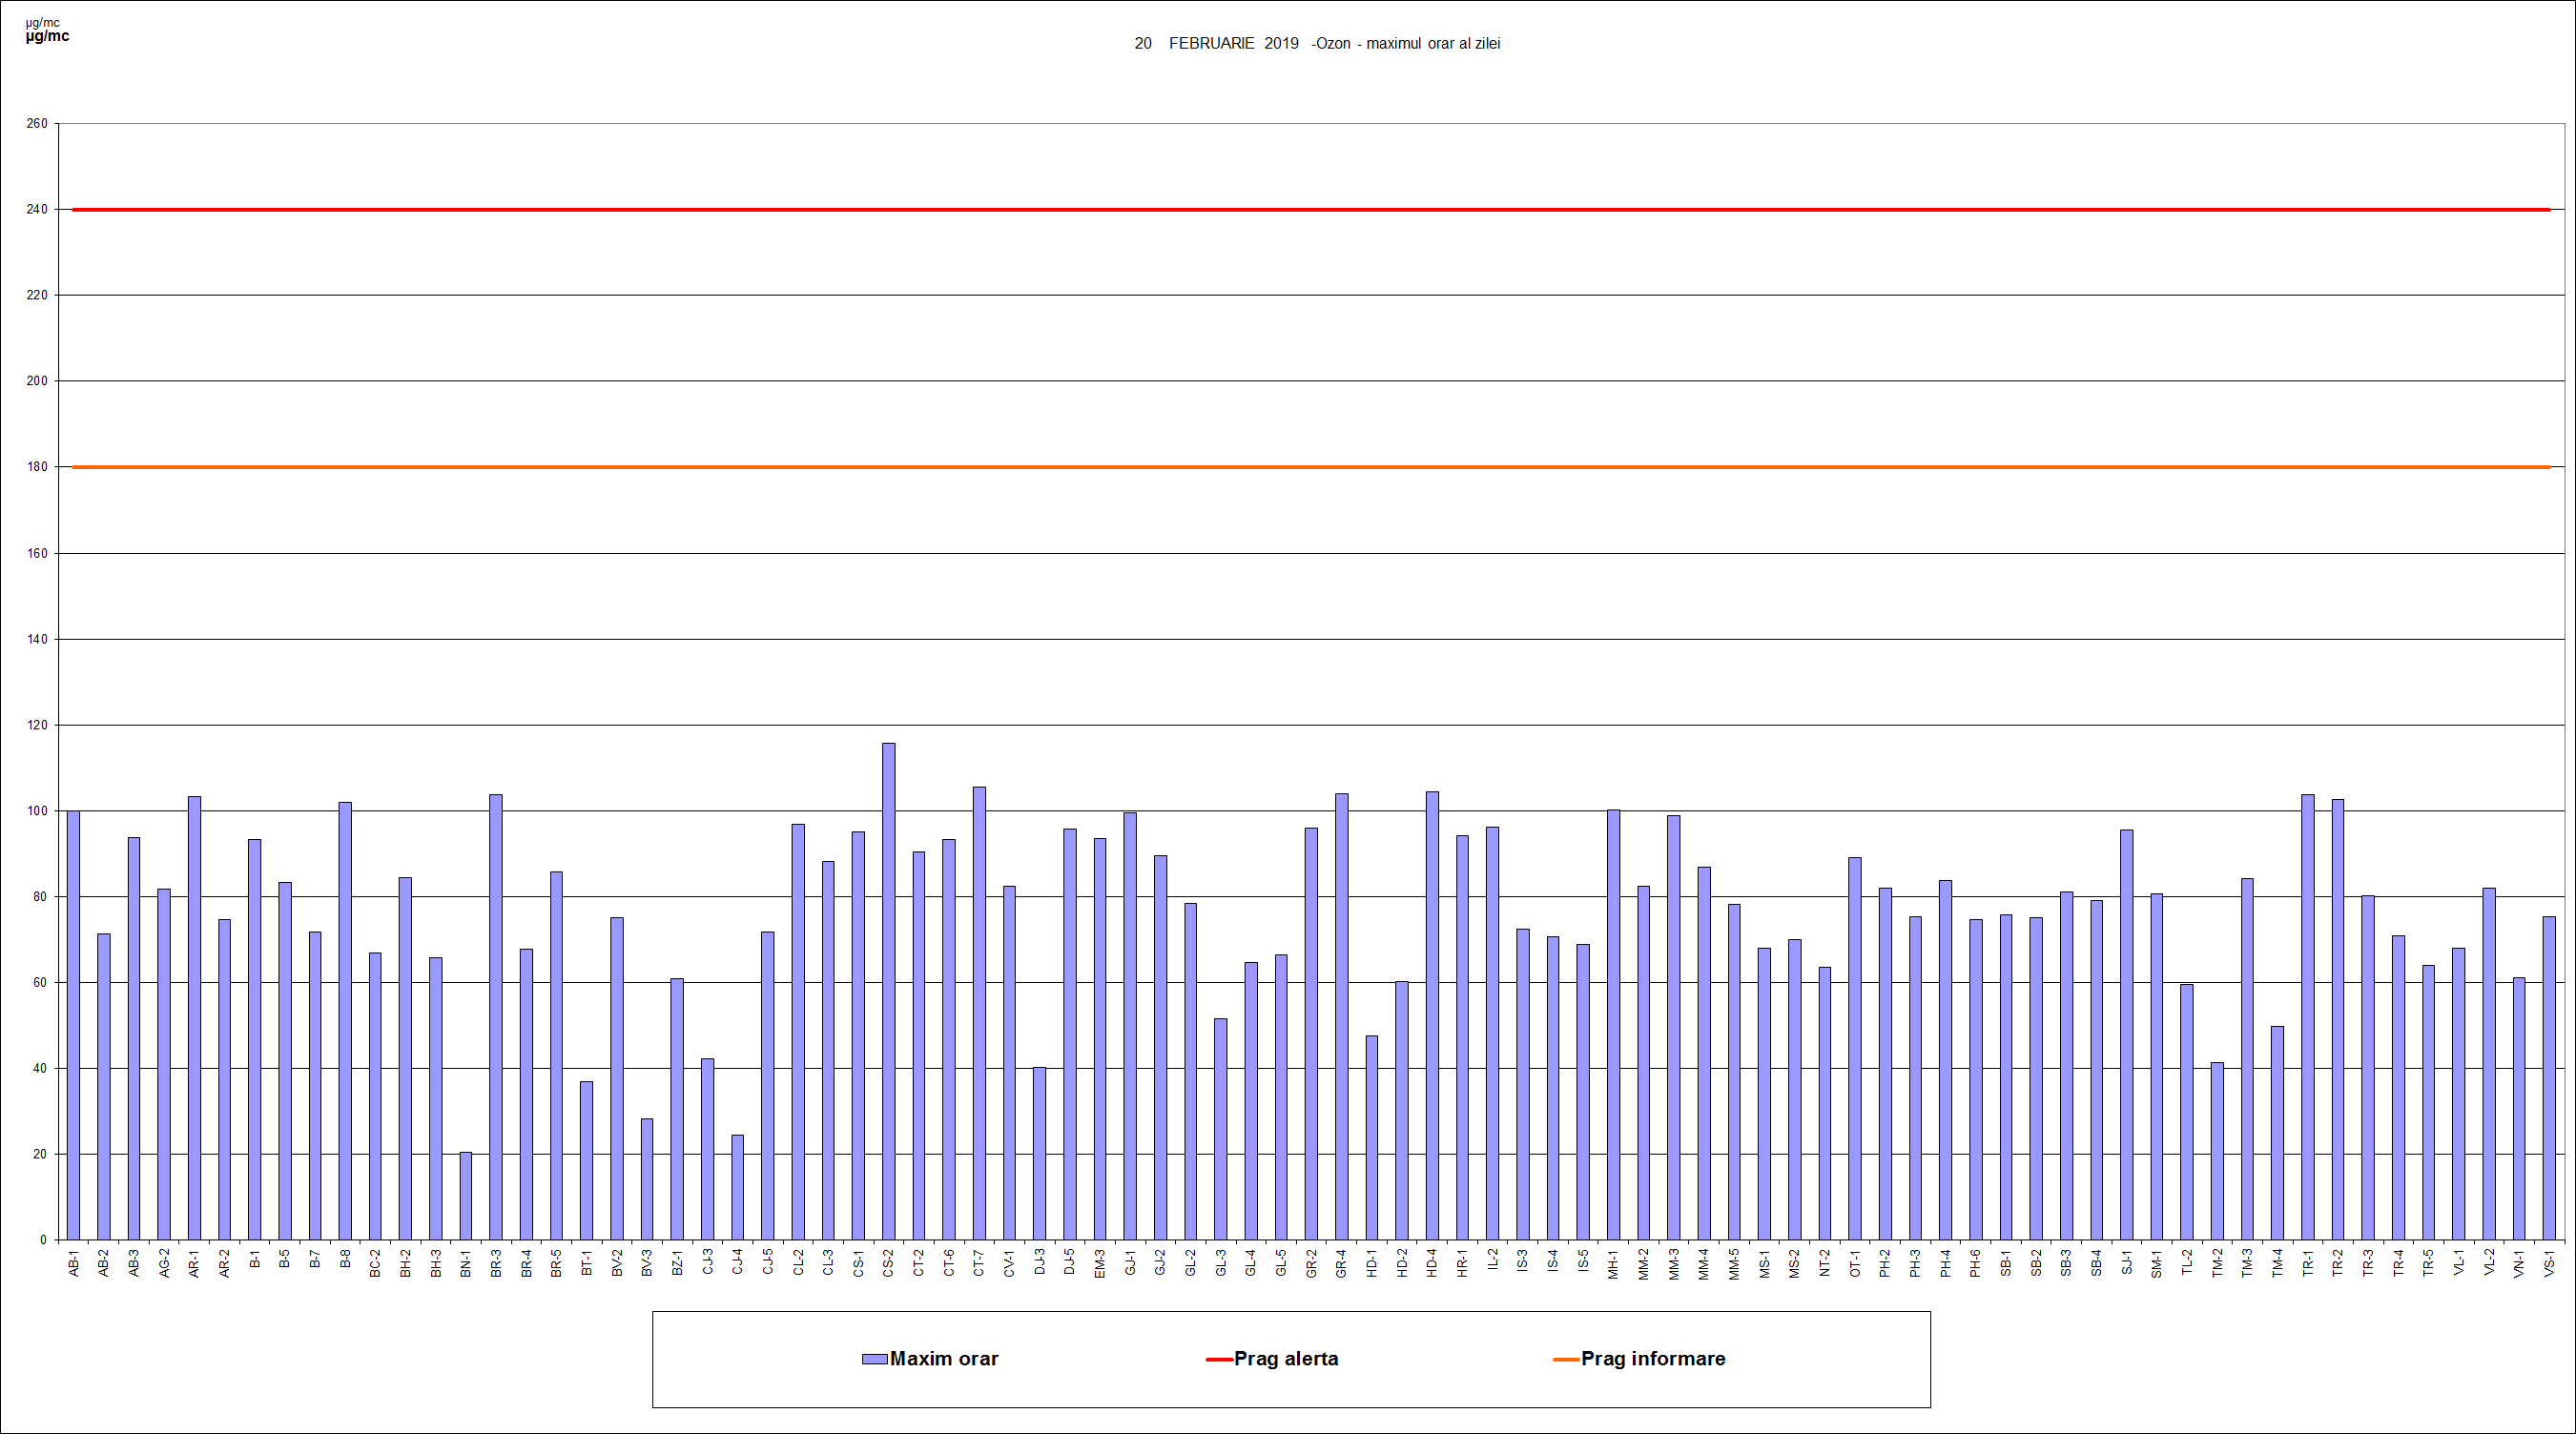 µg/mc
µg/mc
20 FEBRUARIE 2019 -Ozon - maximul orar al zilei
260
240
220
200
180
160
140
120
100
80
60
40
20
0
AB-1 AB-2 AB-3 AG-2 AR-1 AR-2 B-1 B-5 B-7 B-8 BC-2 BH-2 BH-3 BN-1 BR-3 BR-4 BR-5 BT-1 BV-2 BV-3 BZ-1 CJ-3 CJ-4 CJ-5 CL-2 CL-3 CS-1 CS-2 CT-2 CT-6 CT-7 CV-1 DJ-3 DJ-5 EM-3 GJ-1 GJ-2 GL-2 GL-3 GL-4 GL-5 GR-2 GR-4 HD-1 HD-2 HD-4 HR-1 IL-2 IS-3 IS-4 IS-5 MH-1 MM-2 MM-3 MM-4 MM-5 MS-1 MS-2 NT-2 OT-1 PH-2 PH-3 PH-4 PH-6 SB-1 SB-2 SB-3 SB-4 SJ-1 SM-1 TL-2 TM-2 TM-3 TM-4 TR-1 TR-2 TR-3 TR-4 TR-5 VL-1 VL-2 VN-1 VS-1
Maxim orar Prag alerta Prag informare